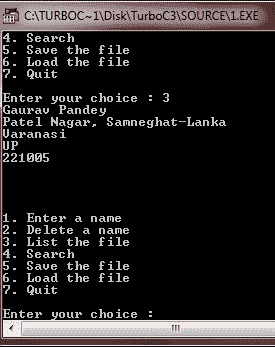 C:\TURBOC~1\Disk\TurboC3\SOURCE\1.EXE
4. Search
5. Save the file
6. Load the file
7. Quit
Enter your choice : 3
Gaurav Pandey
Patel Nagar, Samneghat-Lanka
Varanasi
UP
221005
1. Enter a name
2. Delete a name
3. List the file
4. Search
5. Save the file
6. Load the file
7. Quit
Enter your choice :